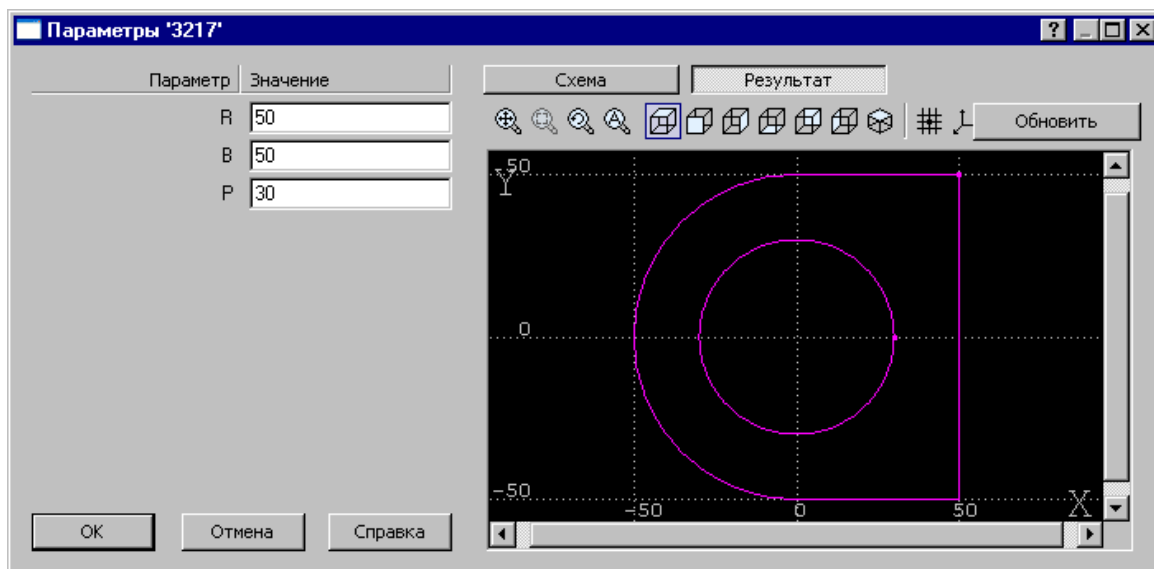 Параметры '3217'
Параметр Значение
R 50
B 50
P 30
Схема Результат
Обновить
50
Y
0
-50
-50 0 50 X
OK Отмена Справка